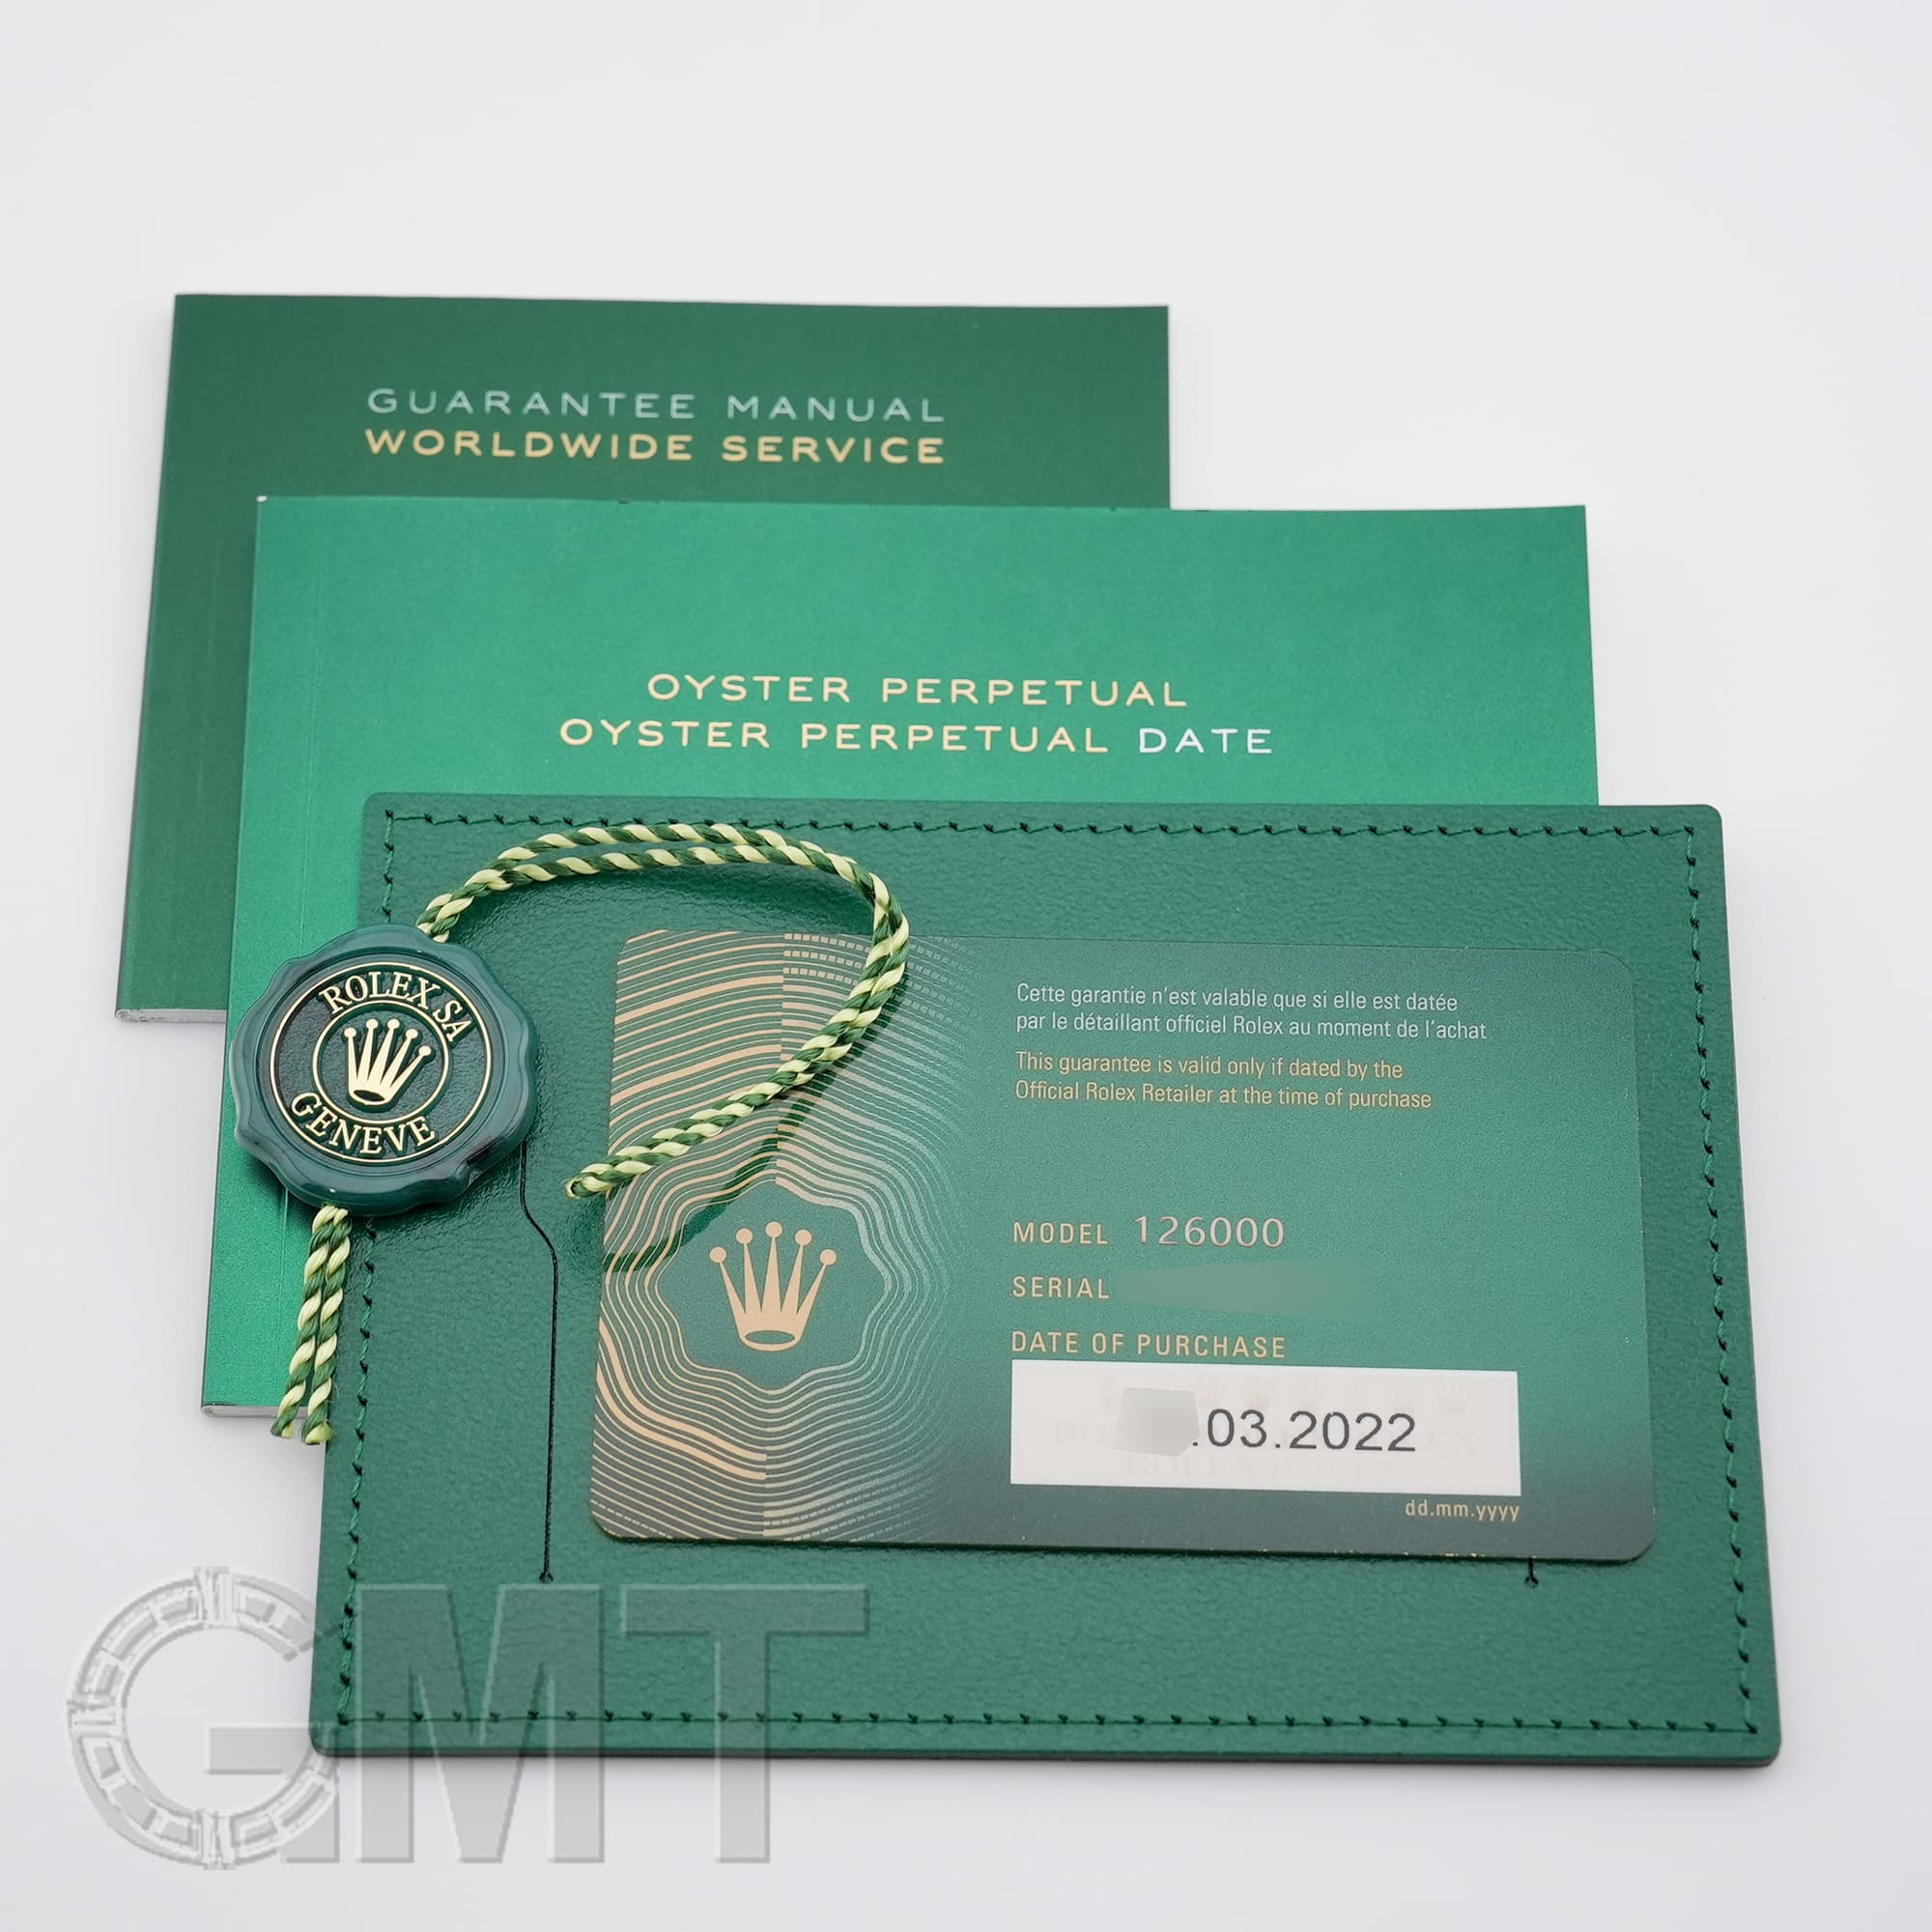 GUARANTEE MANUAL
WORLDWIDE SERVICE
OYSTER PERPETUAL
OYSTER PERPETUAL DATE
ROLEX SA
GENEVE
Cette garantie n'est valable que si elle est datée
par le détaillant officiel Rolex au moment de l'achat
This guarantee is valid only if dated by the
Official Rolex Retailer at the time of purchase
MODEL 126000
SERIAL
DATE OF PURCHASE
.03.2022
dd.mm.yyyy
GMT